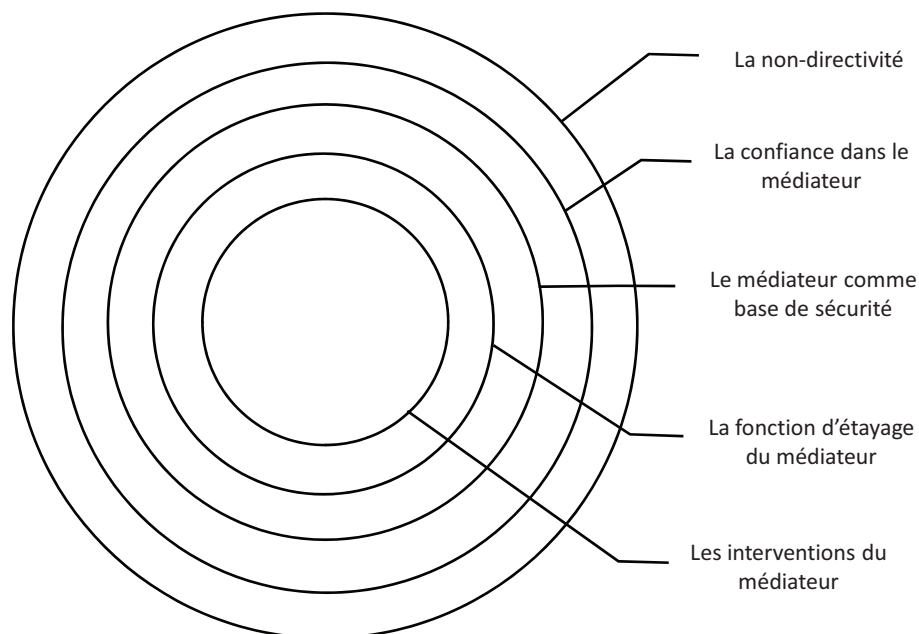 La non-directivité
La confiance dans le
médiateur
Le médiateur comme
base de sécurité
La fonction d’étayage
du médiateur
Les interventions du
médiateur